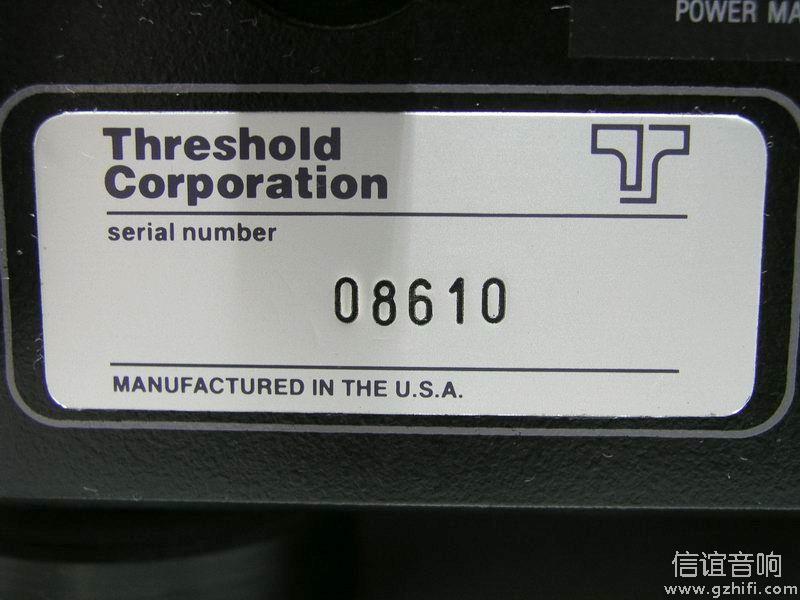 POWER MA
Threshold
Corporation
serial number
08610
MANUFACTURED IN THE U.S.A.
信谊音响
www.gzhifi.com